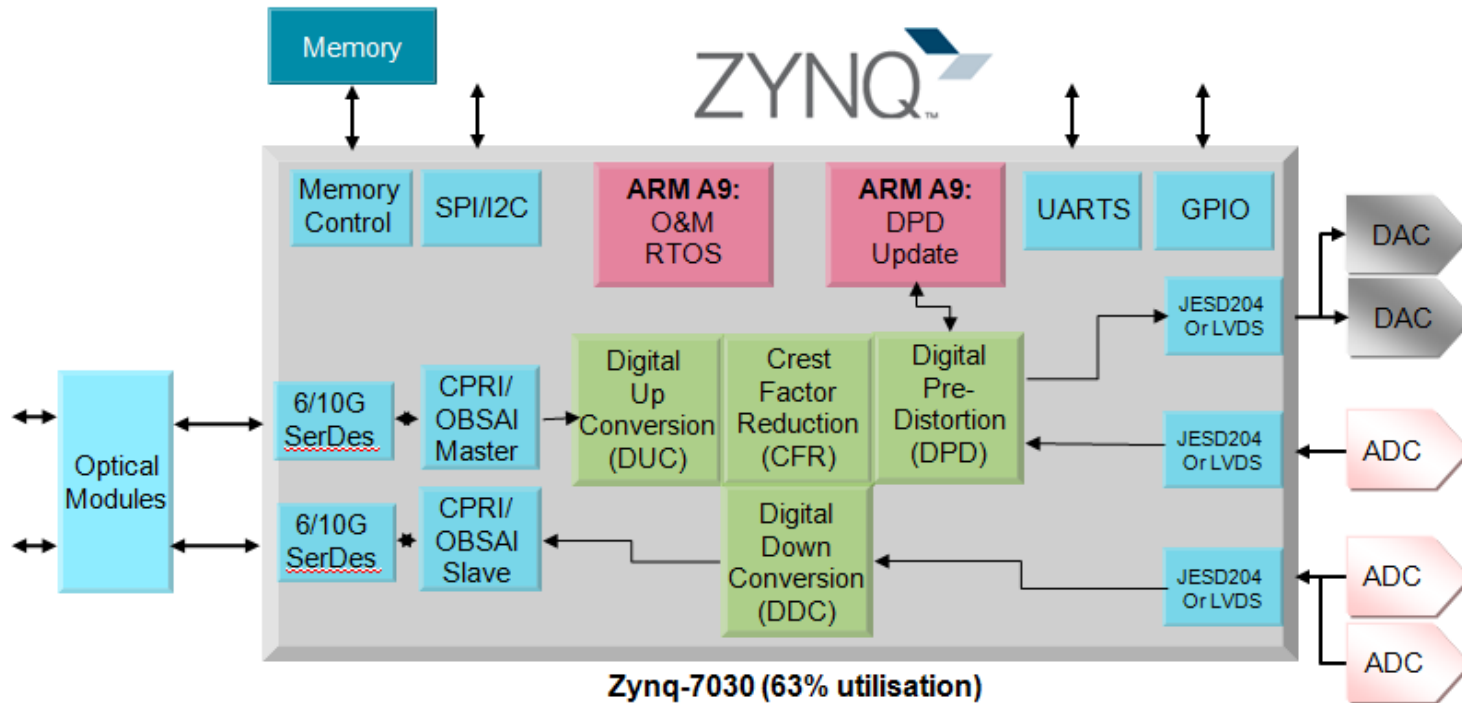 Memory
ZYNQ™
Memory
Control
SPI/I2C
ARM A9:
O&M
RTOS
ARM A9:
DPD
Update
UARTS
GPIO
DAC
DAC
JESD204
Or LVDS
Optical
Modules
6/10G
SerDes
CPRI/
OBSAI
Master
Digital
Up
Conversion
(DUC)
Crest
Factor
Reduction
(CFR)
Digital
Pre-
Distortion
(DPD)
JESD204
Or LVDS
ADC
6/10G
SerDes
CPRI/
OBSAI
Slave
Digital
Down
Conversion
(DDC)
JESD204
Or LVDS
ADC
ADC
Zynq-7030 (63% utilisation)